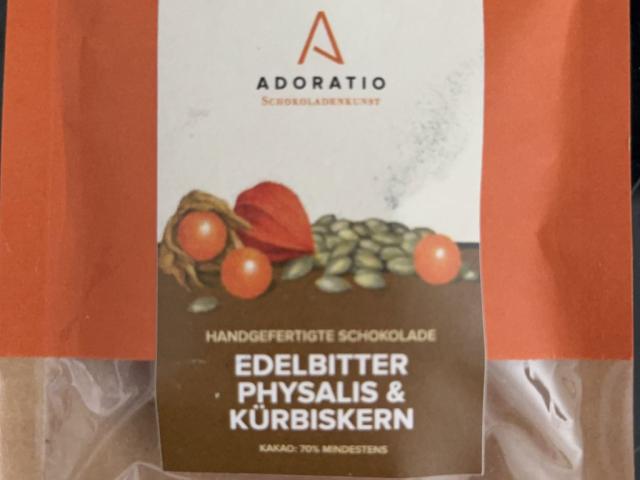 ADORATIO
SCHOKOLADENKUNST
HANDGEFERTIGTE SCHOKOLADE
EDELBITTER
PHYSALIS &
KÜRBISKERN
KAKAO: 70% MINDESTENS